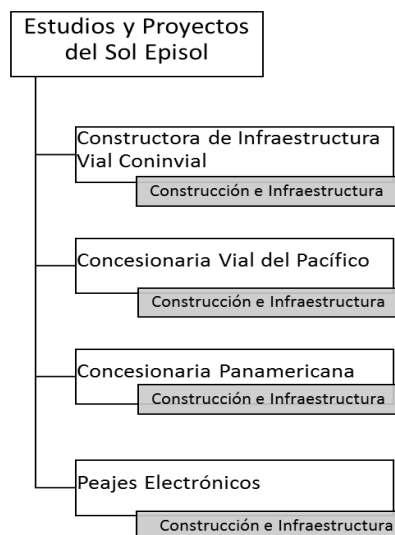 Estudios y Proyectos
del Sol Episol
Constructora de Infraestructura
Vial Coninvial
Construcción e Infraestructura
Concesionaria Vial del Pacífico
Construcción e Infraestructura
Concesionaria Panamericana
Construcción e Infraestructura
Peajes Electrónicos
Construcción e Infraestructura